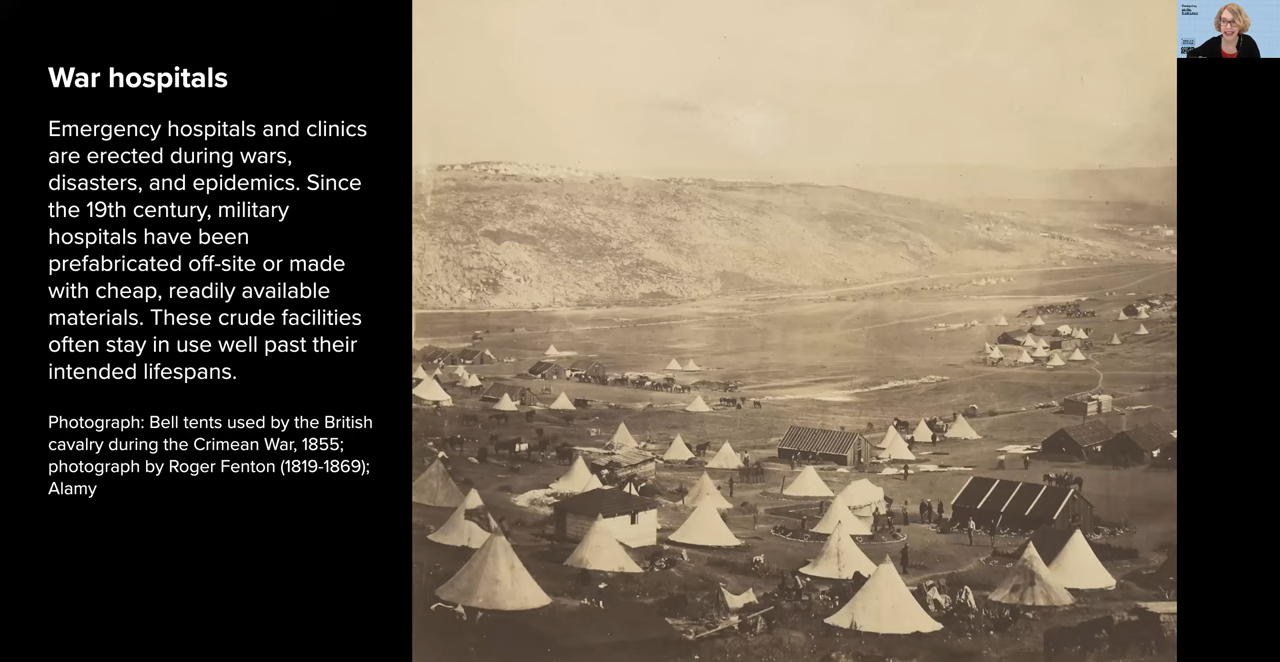 War hospitals
Emergency hospitals and clinics
are erected during wars,
disasters, and epidemics. Since
the 19th century, military
hospitals have been
prefabricated off-site or made
with cheap, readily available
materials. These crude facilities
often stay in use well past their
intended lifespans.
Photograph: Bell tents used by the British
cavalry during the Crimean War, 1855;
photograph by Roger Fenton (1819-1869);
Alamy